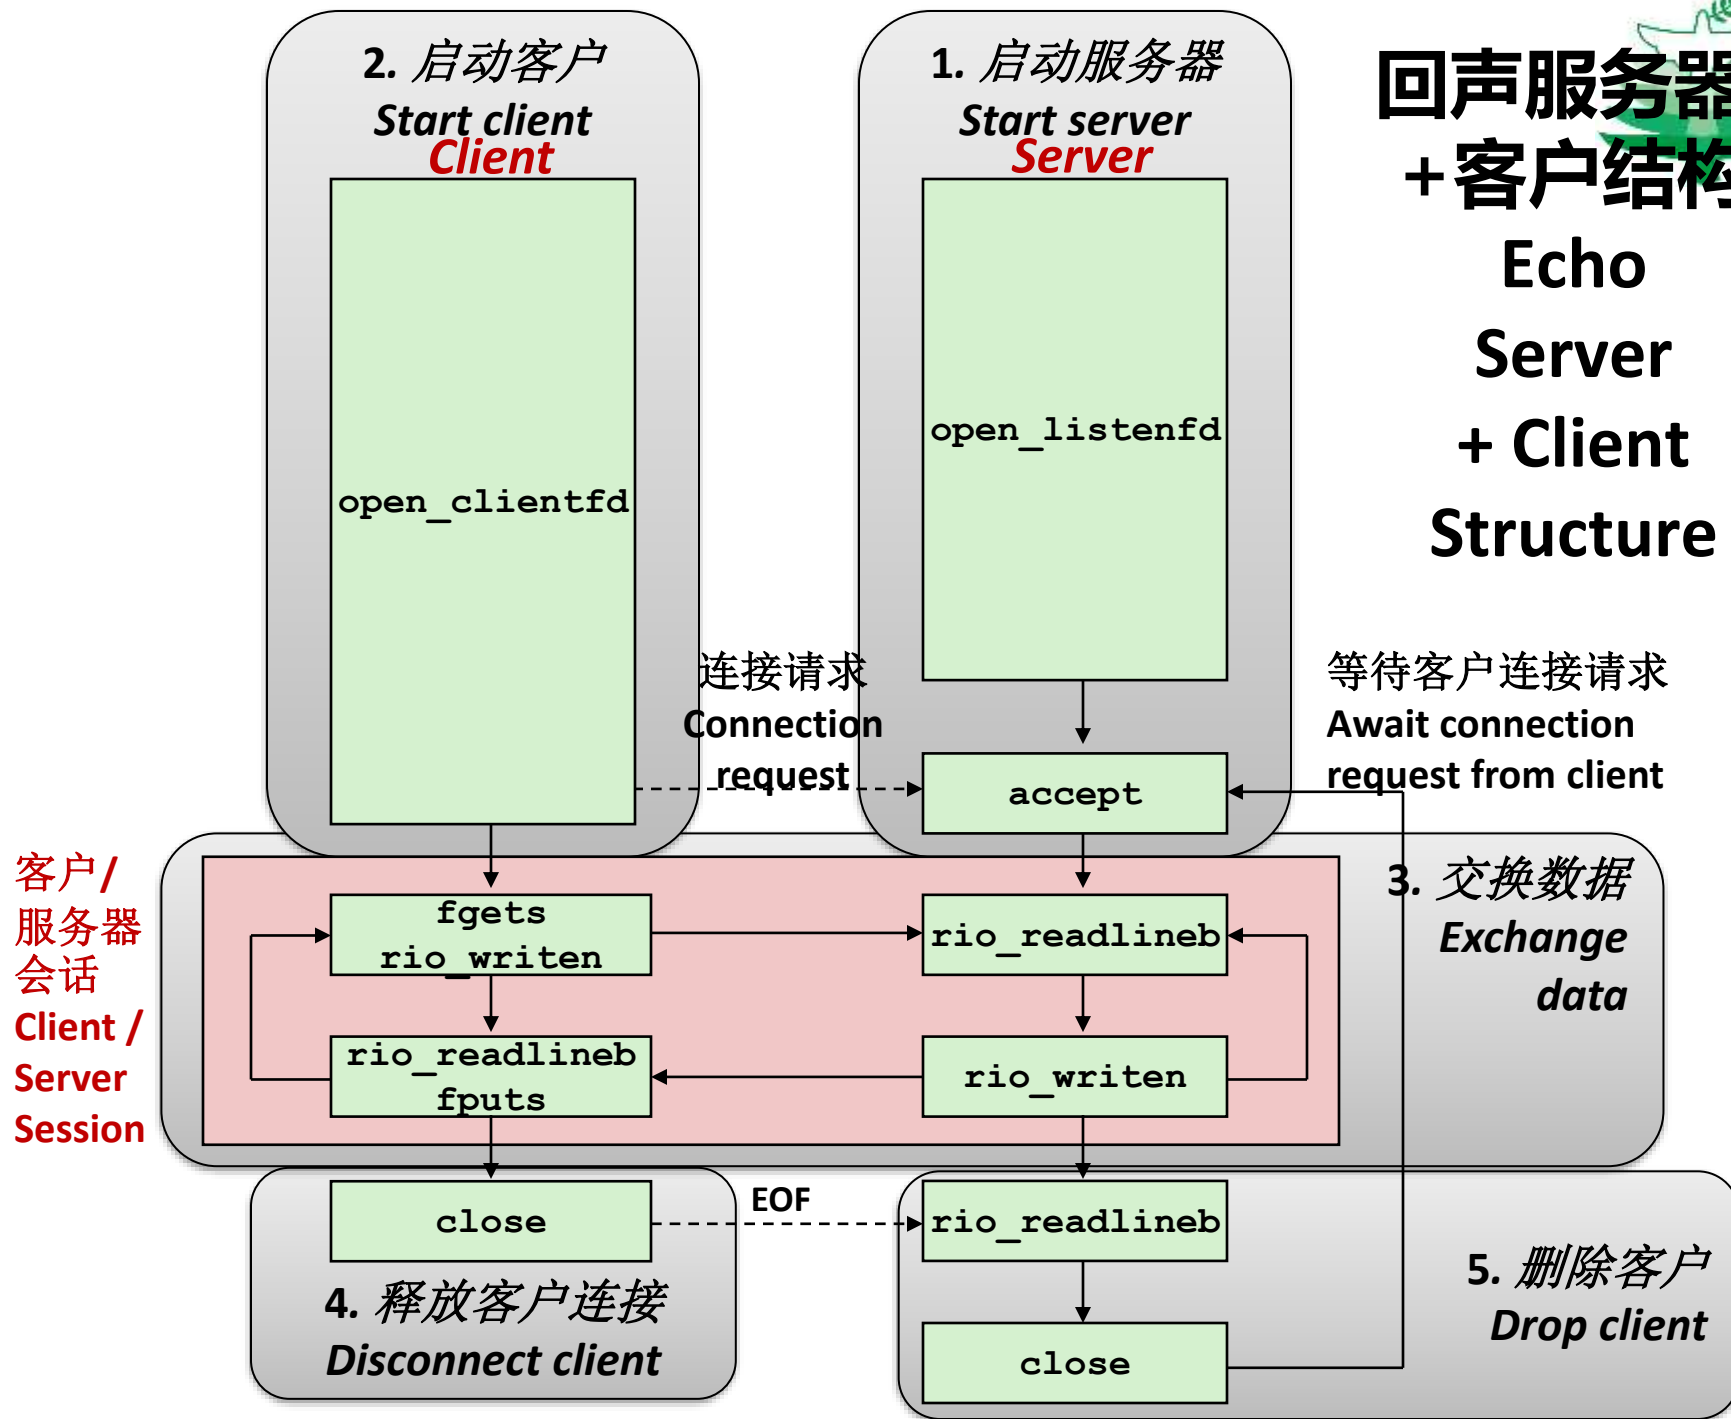 2. 启动客户
Start client
Client
open_clientfd
1. 启动服务器
Start server
Server
open_listenfd
回声服务器
+客户结构
Echo
Server
+ Client
Structure
连接请求
Connection
request
accept
等待客户连接请求
Await connection
request from client
客户/
服务器
会话
Client /
Server
Session
fgets
rio_writen
rio_readlineb
3. 交换数据
Exchange
data
rio_readlineb
fputs
rio_writen
close
EOF
rio_readlineb
4. 释放客户连接
Disconnect client
close
5. 删除客户
Drop client